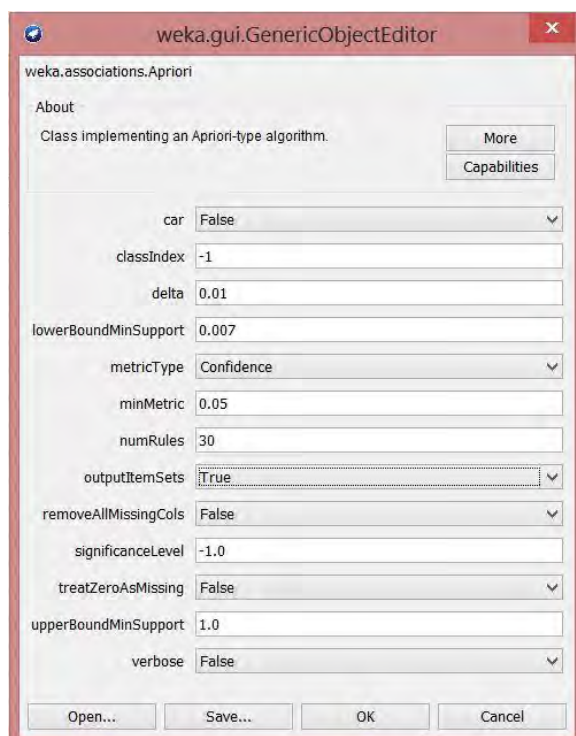 weka.gui.GenericObjectEditor x
weka.associations.Apriori
About
Class implementing an Apriori-type algorithm.
More
Capabilities
car False
classIndex -1
delta 0.01
lowerBoundMinSupport 0.007
metricType Confidence
minMetric 0.05
numRules 30
outputItemSets True
removeAllMissingCols False
significanceLevel -1.0
treatZeroAsMissing False
upperBoundMinSupport 1.0
verbose False
Open... Save... OK Cancel